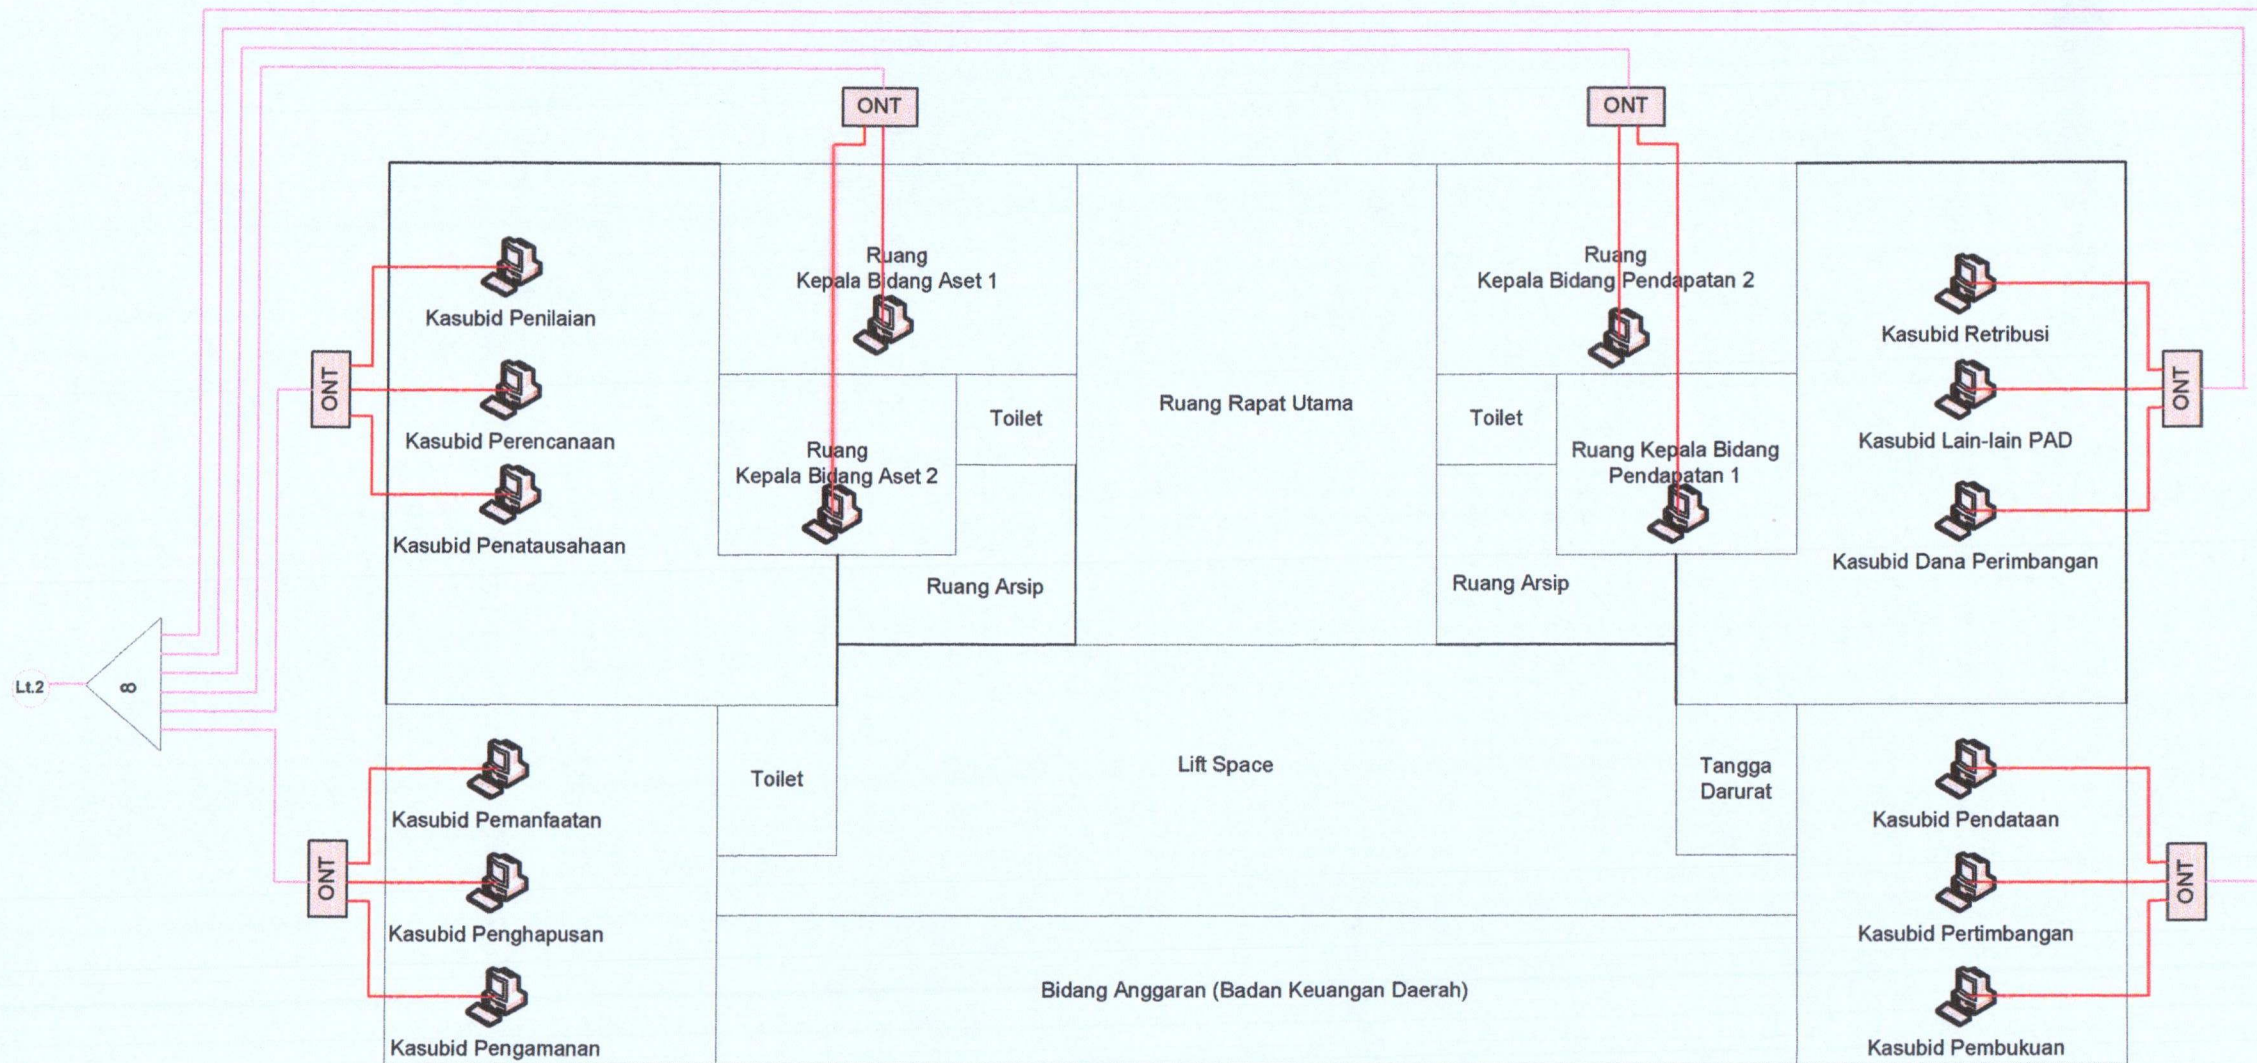 ONT
ONT
Ruang
Kepala Bidang Aset 1
Ruang
Kepala Bidang Pendapatan 2
Kasubid Penilaian
Kasubid Retribusi
ONT
ONT
Kasubid Perencanaan
Toilet
Ruang Rapat Utama
Toilet
Kasubid Lain-lain PAD
Ruang
Kepala Bidang Aset 2
Ruang Kepala Bidang
Pendapatan 1
Kasubid Penatausahaan
Kasubid Dana Perimbangan
Ruang Arsip
Ruang Arsip
Lt.2
8
Toilet
Lift Space
Tangga
Darurat
Kasubid Pemanfaatan
Kasubid Pendataan
ONT
ONT
Kasubid Penghapusan
Kasubid Pertimbangan
Bidang Anggaran (Badan Keuangan Daerah)
Kasubid Pengamanan
Kasubid Pembukuan